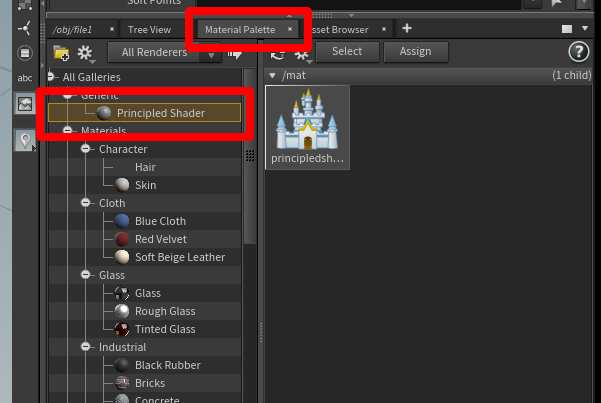 Soft Points
/obj/file1 × Tree View Material Palette × sset Browser × +
All Renderers Select Assign ?
abc
All Galleries
/mat (1 child)
Generic
Principled Shader
principledsh...
Materials
Character
Hair
Skin
Cloth
Blue Cloth
Red Velvet
Soft Beige Leather
Glass
Glass
Rough Glass
Tinted Glass
Industrial
Black Rubber
Bricks
Concrete